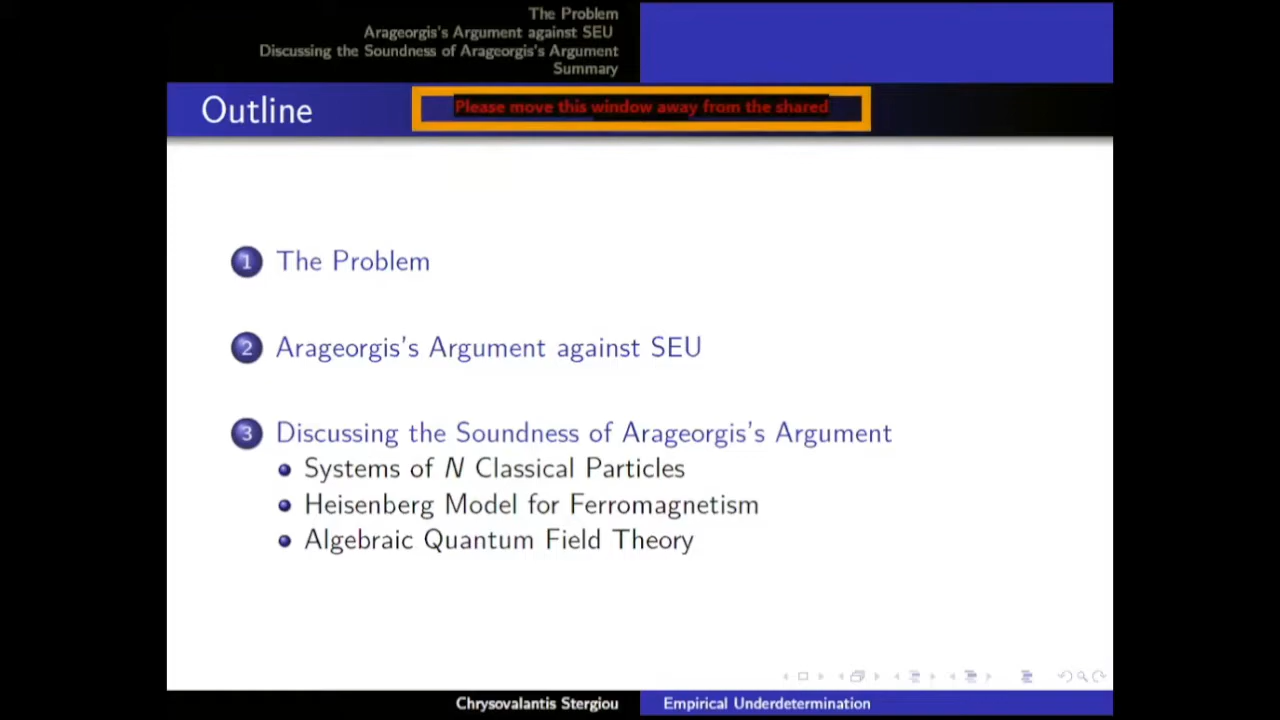 The Problem
Arageorgis's Argument against SEU
Discussing the Soundness of Arageorgis's Argument
Summary
Outline
Please move this window away from the shared
1 The Problem
2 Arageorgis's Argument against SEU
3 Discussing the Soundness of Arageorgis's Argument
Systems of N Classical Particles
Heisenberg Model for Ferromagnetism
Algebraic Quantum Field Theory
Chrysovalantis Stergiou
Empirical Underdetermination